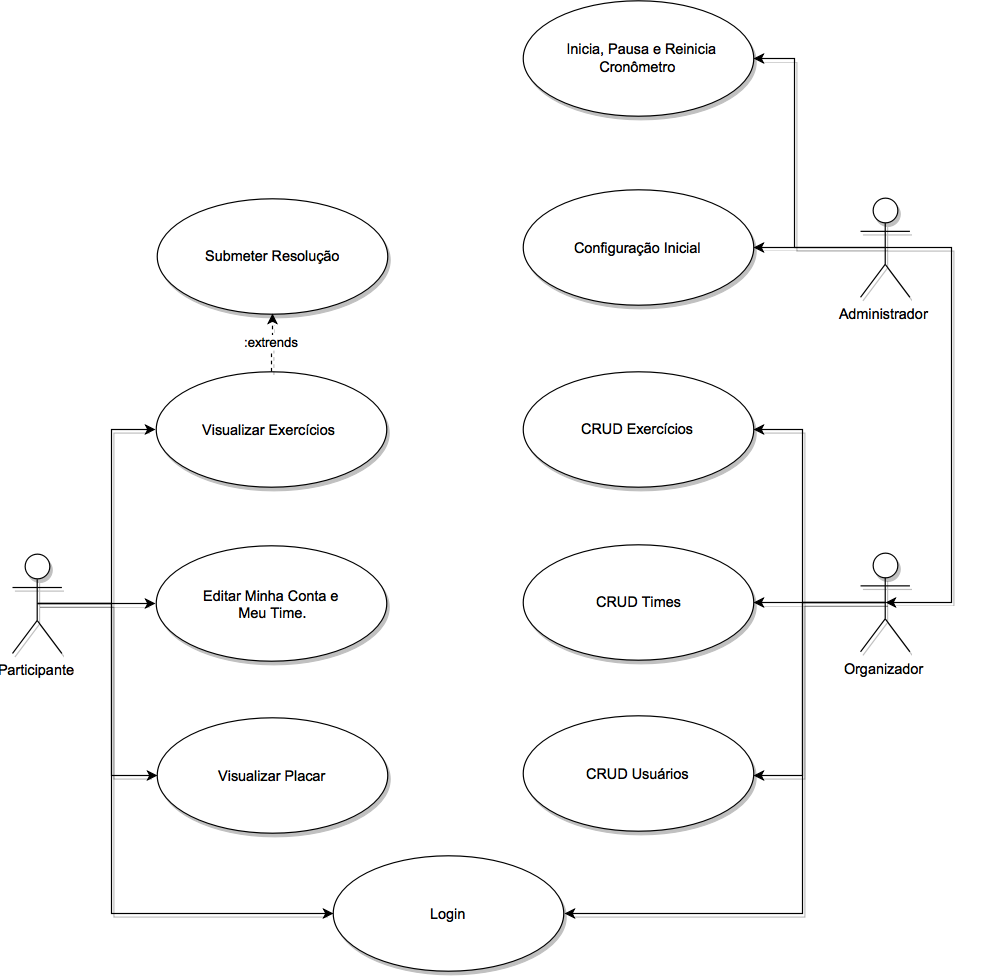 Inicia, Pausa e Reinicia
Cronômetro
Submeter Resolução
Configuração Inicial
Administrador
:extrends
Visualizar Exercícios
CRUD Exercícios
Editar Minha Conta e
Meu Time.
CRUD Times
Participante
Organizador
Visualizar Placar
CRUD Usuários
Login